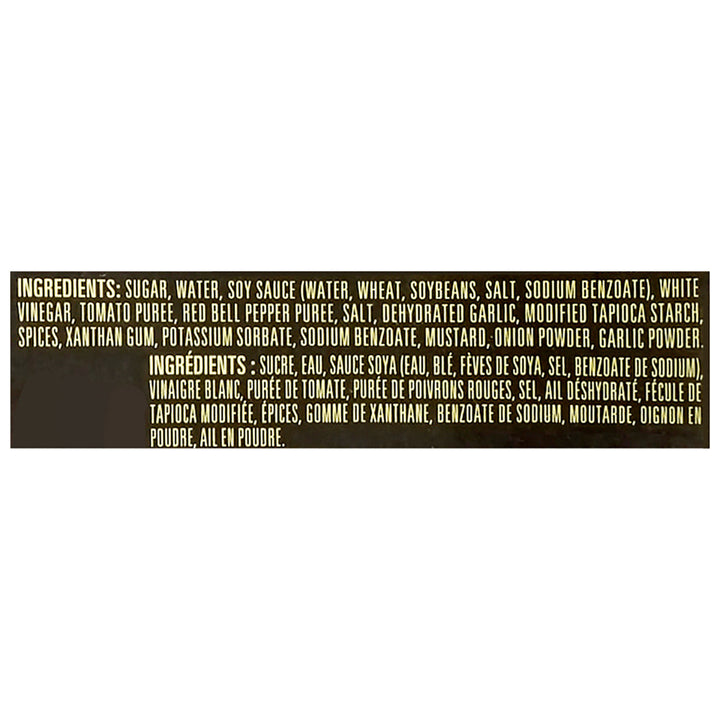 INGREDIENTS: SUGAR, WATER, SOY SAUCE (WATER, WHEAT, SOYBEANS, SALT, SODIUM BENZOATE), WHITE
VINEGAR, TOMATO PUREE, RED BELL PEPPER PUREE, SALT, DEHYDRATED GARLIC, MODIFIED TAPIOCA STARCH,
SPICES, XANTHAN GUM, POTASSIUM SORBATE, SODIUM BENZOATE, MUSTARD, ONION POWDER, GARLIC POWDER.
INGRÉDIENTS : SUCRE, EAU, SAUCE SOYA (EAU, BLÉ, FÈVES DE SOYA, SEL, BENZOATE DE SODIUM),
VINAIGRE BLANC, PURÉE DE TOMATE, PURÉE DE POIVRONS ROUGES, SEL, AIL DÉSHYDRATÉ, FÉCULE DE
TAPIOCA MODIFIÉE, ÉPICES, GOMME DE XANTHANE, BENZOATE DE SODIUM, MOUTARDE, OIGNON EN
POUDRE, AIL EN POUDRE.